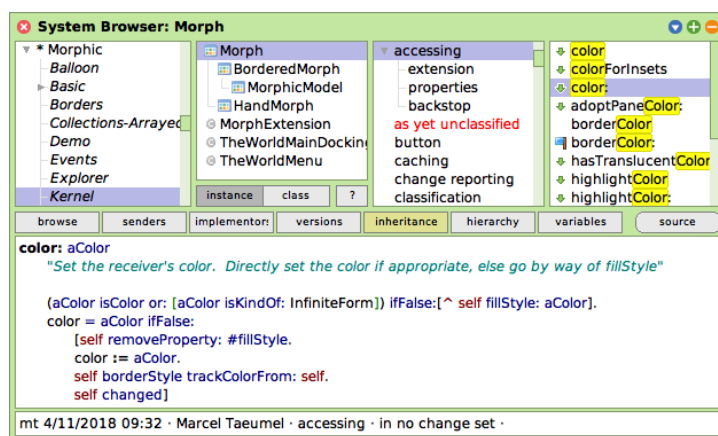 System Browser: Morph
* Morphic
Balloon
Basic
Borders
Collections-Arrayed
Demo
Events
Explorer
Kernel
Morph
BorderedMorph
MorphicModel
HandMorph
MorphExtension
TheWorldMainDocking
TheWorldMenu
instance class ?
accessing
extension
properties
backstop
as yet unclassified
button
caching
change reporting
classification
color
colorForInsets
color:
adoptPaneColor:
borderColor
borderColor:
hasTranslucentColor
highlightColor
highlightColor:
browse senders implementors versions inheritance hierarchy variables source
color: aColor
"Set the receiver's color. Directly set the color if appropriate, else go by way of fillStyle"
(aColor isColor or: [aColor isKindOf: InfiniteForm]) ifFalse:[^ self fillStyle: aColor].
color = aColor ifFalse:
[self removeProperty: #fillStyle.
color := aColor.
self borderStyle trackColorFrom: self.
self changed]
mt 4/11/2018 09:32 · Marcel Taeumel · accessing · in no change set ·